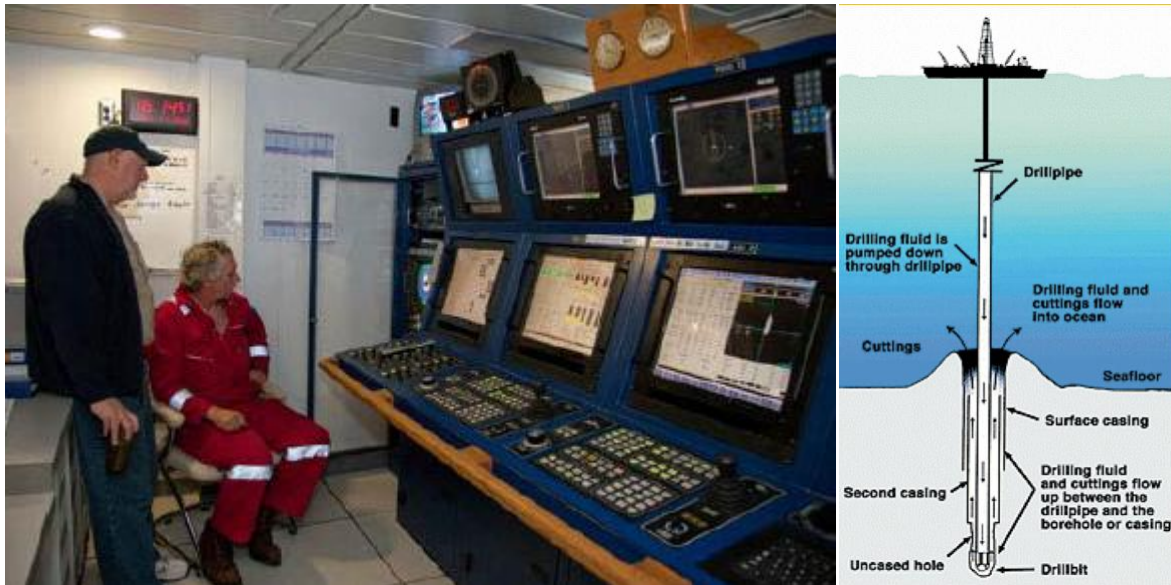 Drillpipe
Drilling fluid is
pumped down
through drillpipe
Drilling fluid and
cuttings flow
into ocean
Cuttings
Seafloor
Surface casing
Second casing
Drilling fluid
and cuttings flow
up between the
drillpipe and the
borehole or casing
Uncased hole
Drillbit